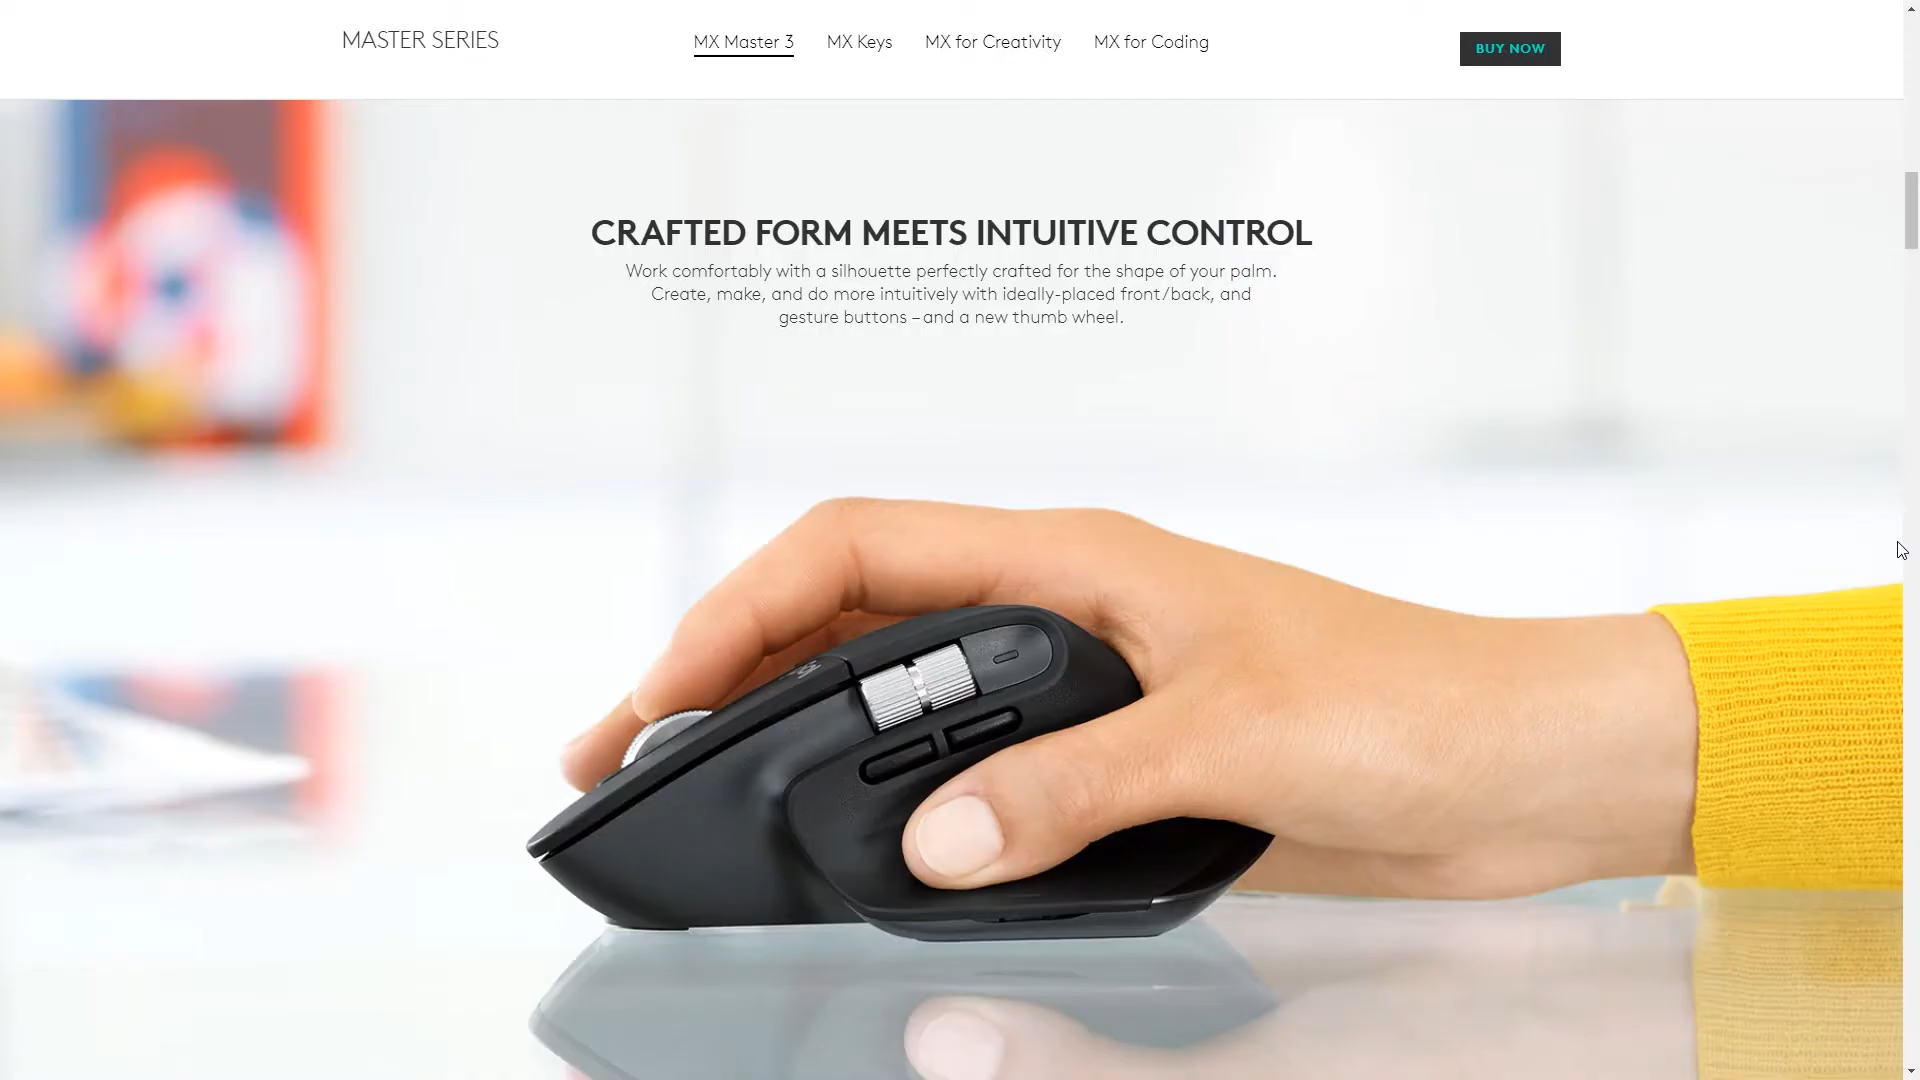 MASTER SERIES
MX Master 3
MX Keys
MX for Creativity
MX for Coding
BUY NOW
CRAFTED FORM MEETS INTUITIVE CONTROL
Work comfortably with a silhouette perfectly crafted for the shape of your palm.
Create, make, and do more intuitively with ideally-placed front/back, and
gesture buttons – and a new thumb wheel.